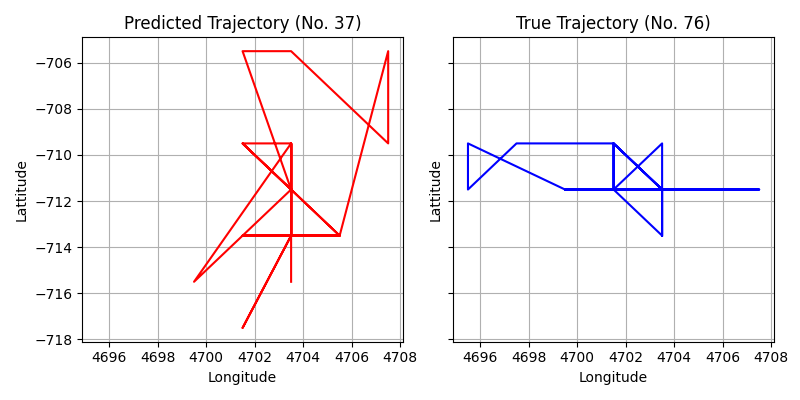 Predicted Trajectory (No. 37)
True Trajectory (No. 76)
Lattitude
−706
−708
−710
−712
−714
−716
−718
4696 4698 4700 4702 4704 4706 4708
Longitude
Lattitude
4696 4698 4700 4702 4704 4706 4708
Longitude